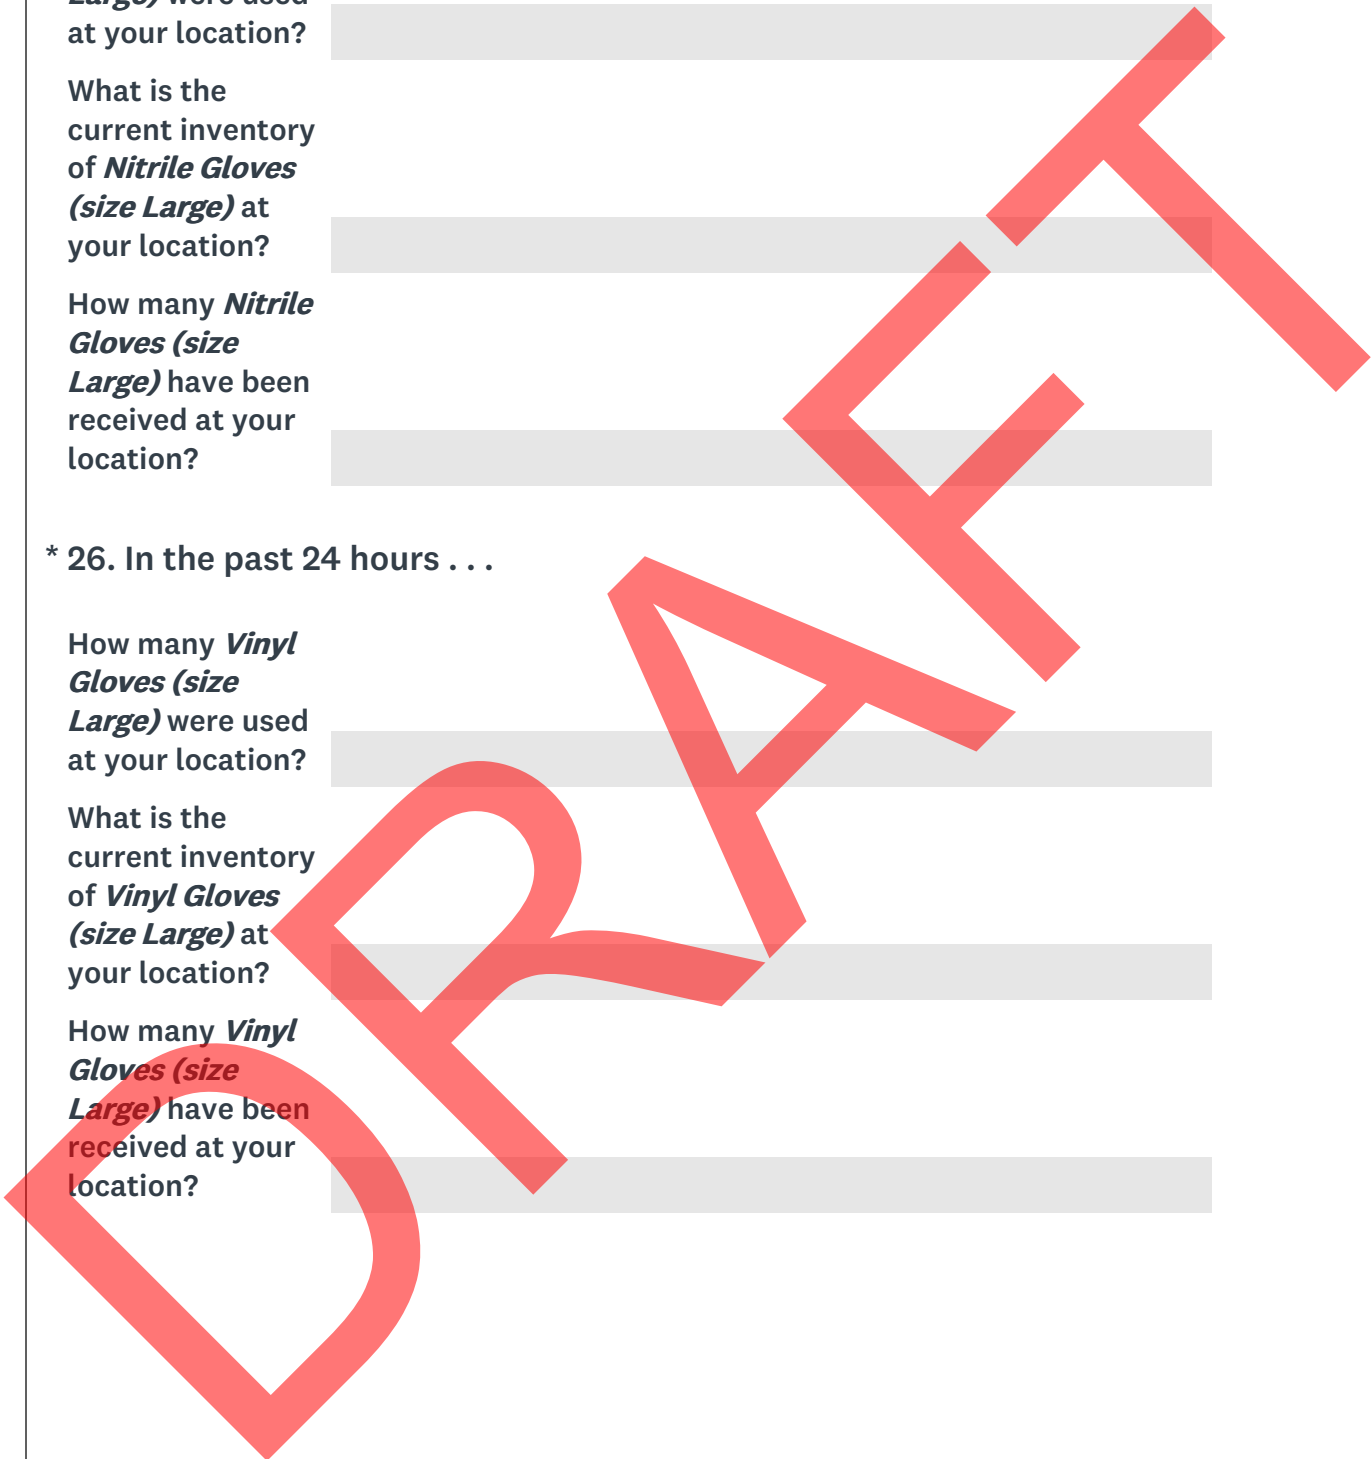 Large) were used
at your location?
What is the
current inventory
of Nitrile Gloves
(size Large) at
your location?
How many Nitrile
Gloves (size
Large) have been
received at your
location?
* 26. In the past 24 hours . . .
How many Vinyl
Gloves (size
Large) were used
at your location?
What is the
current inventory
of Vinyl Gloves
(size Large) at
your location?
How many Vinyl
Gloves (size
Large) have been
received at your
location?
DRAFT